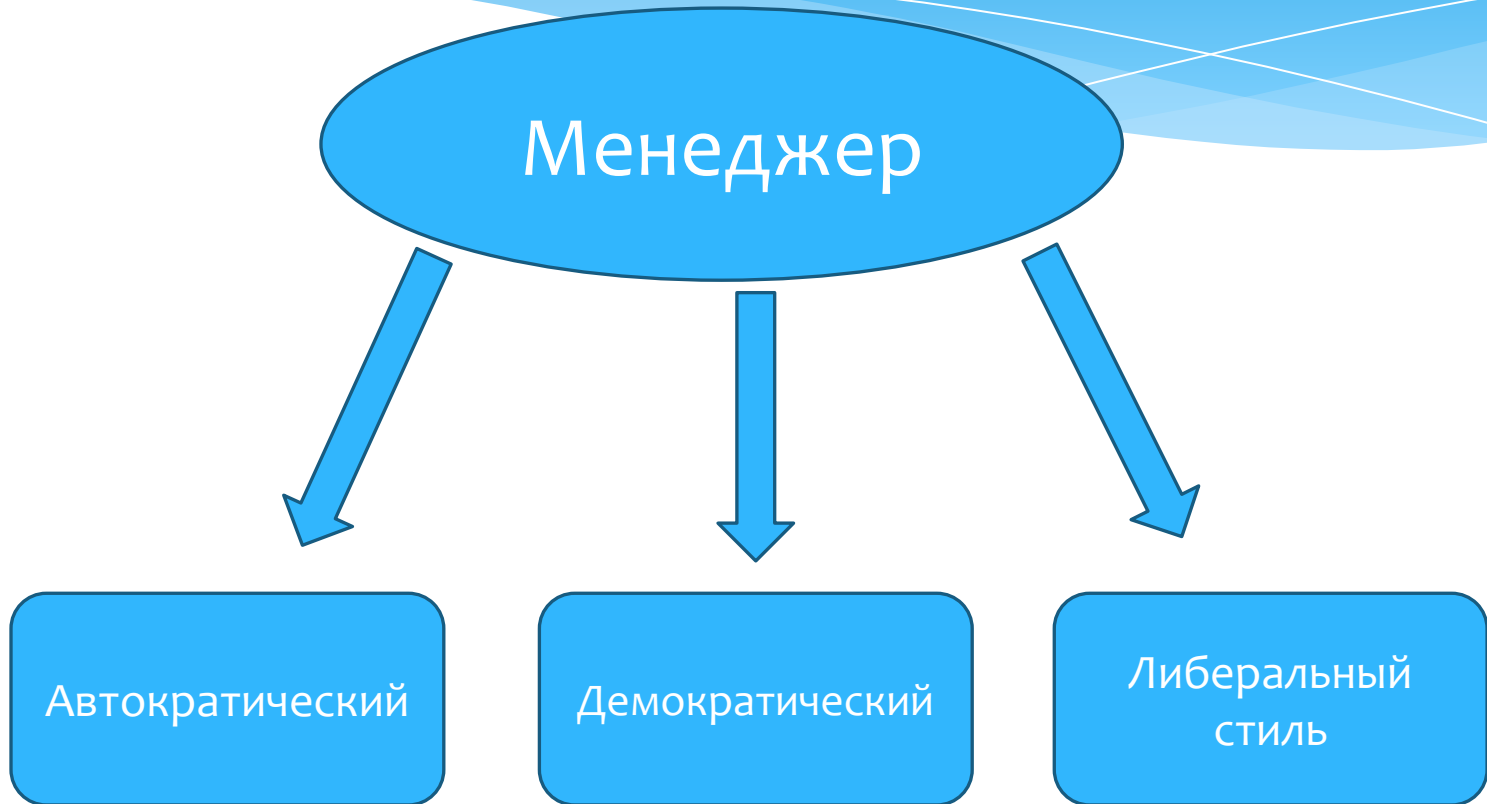 Менеджер
Автократический
Демократический
Либеральный
стиль